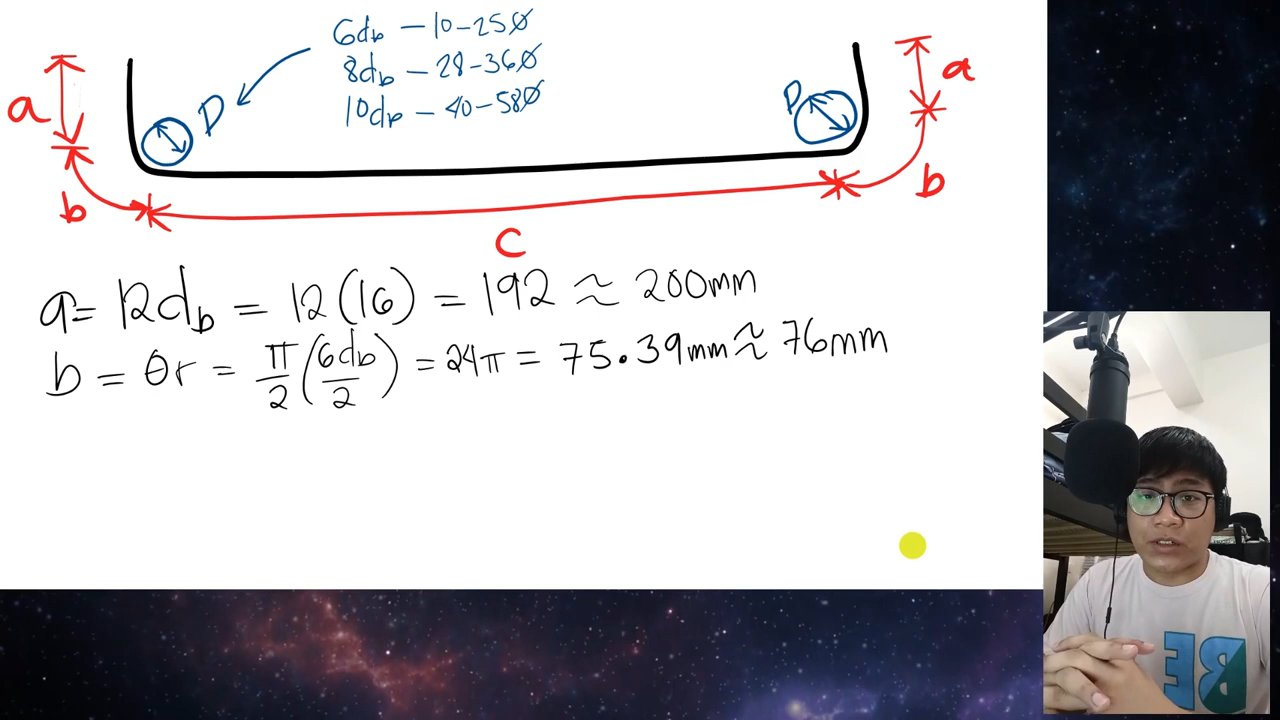 6db – 10-25Ø
8db – 28-36Ø
10db – 40-58Ø
a
D
D
a
b
b
c
a = 12db = 12(16) = 192 ≈ 200mm
b = θr = π/2 (6db/2) = 24π = 75.39mm ≈ 76mm
BE